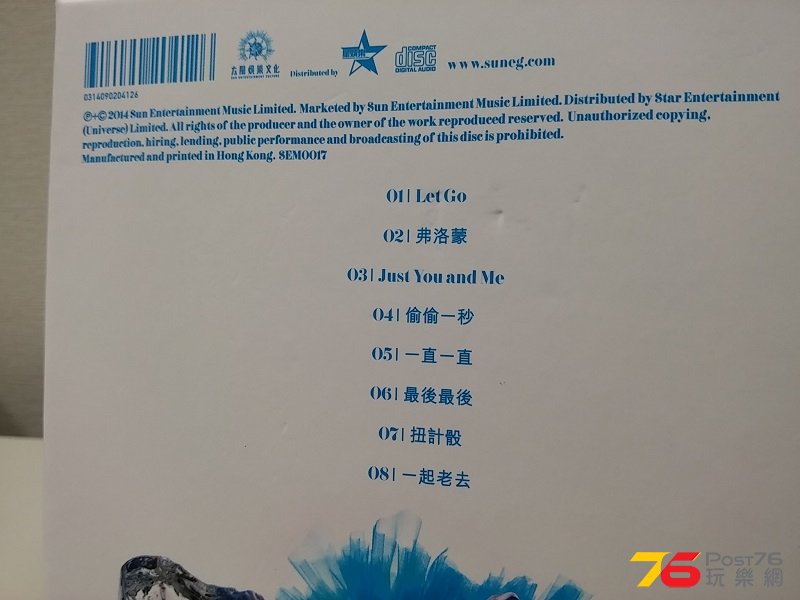 0314090204126
太陽娛樂文化
SUN ENTERTAINMENT CULTURE
Distributed by
星娛樂
COMPACT
disc
DIGITAL AUDIO
www.suneg.com
℗+© 2014 Sun Entertainment Music Limited. Marketed by Sun Entertainment Music Limited. Distributed by Star Entertainment
(Universe) Limited. All rights of the producer and the owner of the work reproduced reserved. Unauthorized copying,
reproduction, hiring, lending, public performance and broadcasting of this disc is prohibited.
Manufactured and printed in Hong Kong. SEM0017
01| Let Go
02| 弗洛蒙
03| Just You and Me
04| 偷偷一秒
05| 一直一直
06| 最後最後
07| 扭計骰
08| 一起老去
76 Post76
玩樂網